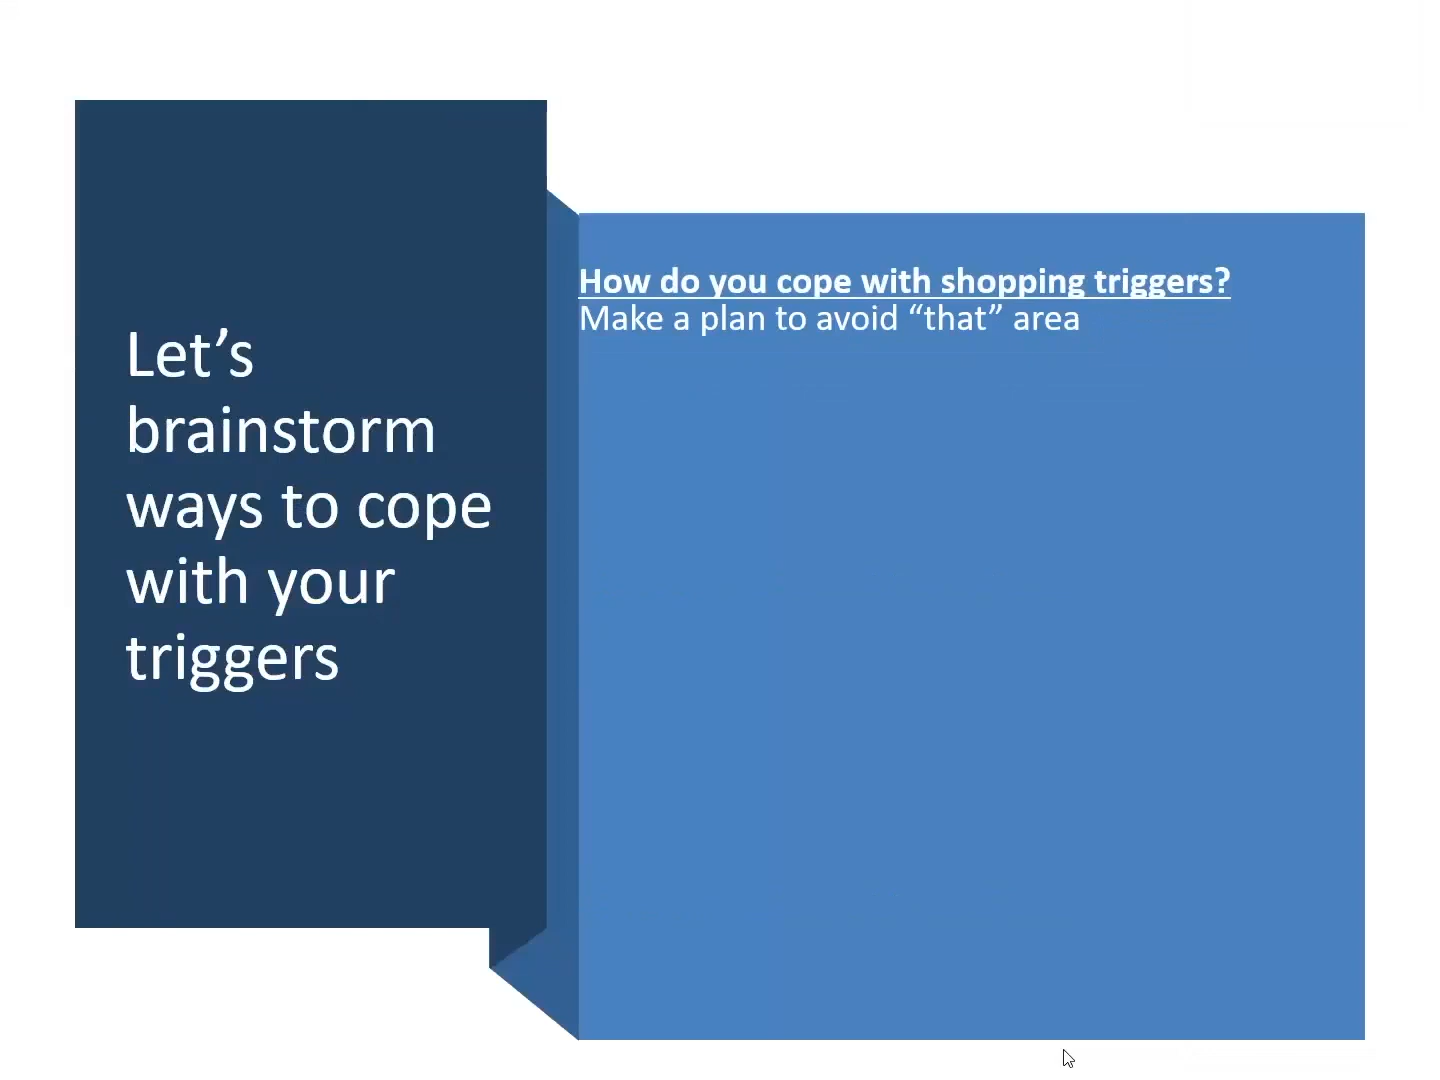 Let’s
brainstorm
ways to cope
with your
triggers
How do you cope with shopping triggers?
Make a plan to avoid “that” area